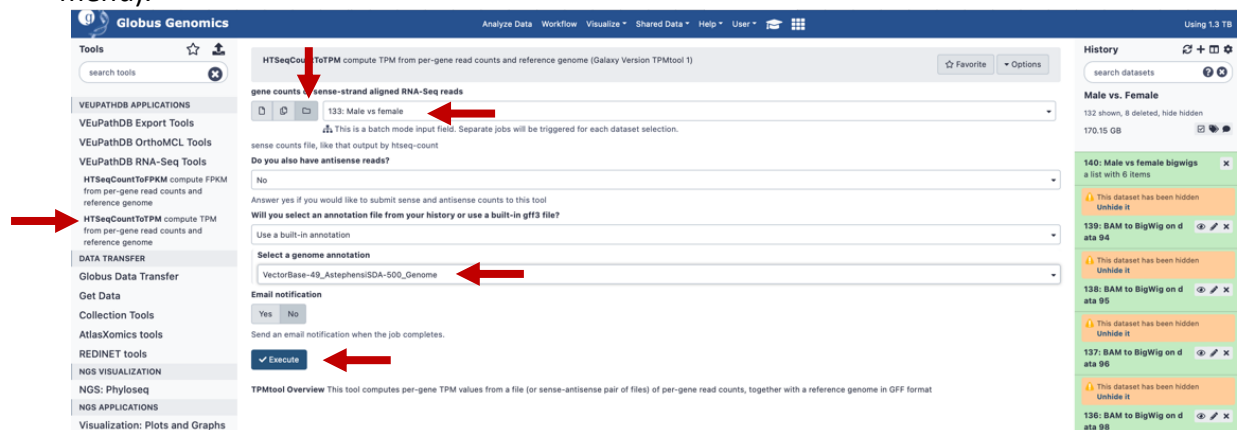 menu).
Globus Genomics
Analyze Data Workflow Visualize Shared Data Help User
Using 1.3 TB
Tools
search tools
VEUPATHDB APPLICATIONS
VEuPathDB Export Tools
VEuPathDB OrthoMCL Tools
VEuPathDB RNA-Seq Tools
HTSeqCountToFPKM compute FPKM
from per-gene read counts and
reference genome
HTSeqCountToTPM compute TPM
from per-gene read counts and
reference genome
DATA TRANSFER
Globus Data Transfer
Get Data
Collection Tools
AtlasXomics tools
REDINET tools
NGS VISUALIZATION
NGS: Phyloseq
NGS APPLICATIONS
Visualization: Plots and Graphs
compute TPM from per-gene read counts and reference genome (Galaxy Version TPMtool 1)
Favorite Options
gene counts sense-strand aligned RNA-Seq reads
133: Male vs female
This is a batch mode input field. Separate jobs will be triggered for each dataset selection.
sense counts file, like that output by htseq-count
Do you also have antisense reads?
No
Answer yes if you would like to submit sense and antisense counts to this tool
Will you select an annotation file from your history or use a built-in gff3 file?
Use a built-in annotation
Select a genome annotation
VectorBase-49_AstephensiSDA-500_Genome
Email notification
Yes No
Send an email notification when the job completes.
Execute
TPMtool Overview This tool computes per-gene TPM values from a file (or sense-antisense pair of files) of per-gene read counts, together with a reference genome in GFF format
History
search datasets
Male vs. Female
132 shown, 8 deleted, hide hidden
170.15 GB
140: Male vs female bigwigs
a list with 6 items
This dataset has been hidden
Unhide it
139: BAM to BigWig on d
ata 94
This dataset has been hidden
Unhide it
138: BAM to BigWig on d
ata 95
This dataset has been hidden
Unhide it
137: BAM to BigWig on d
ata 96
This dataset has been hidden
Unhide it
136: BAM to BigWig on d
ata 98